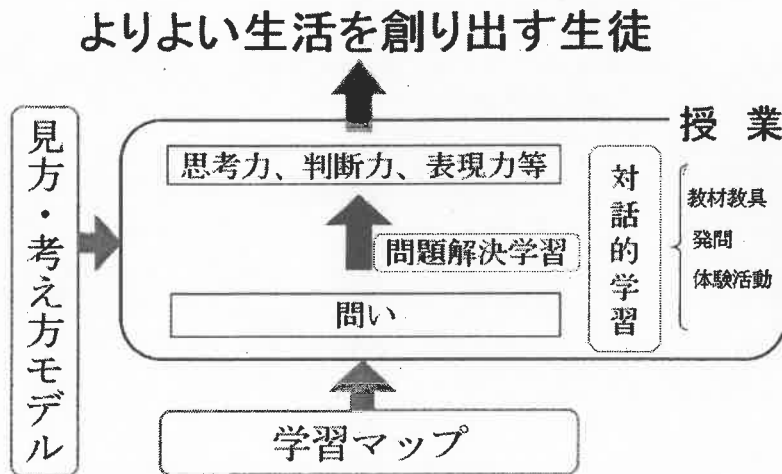 よりよい生活を創り出す生徒
授業
見方・考え方モデル
思考力、判断力、表現力等
対話的学習
教材教具
発問
体験活動
問題解決学習
問い
学習マップ